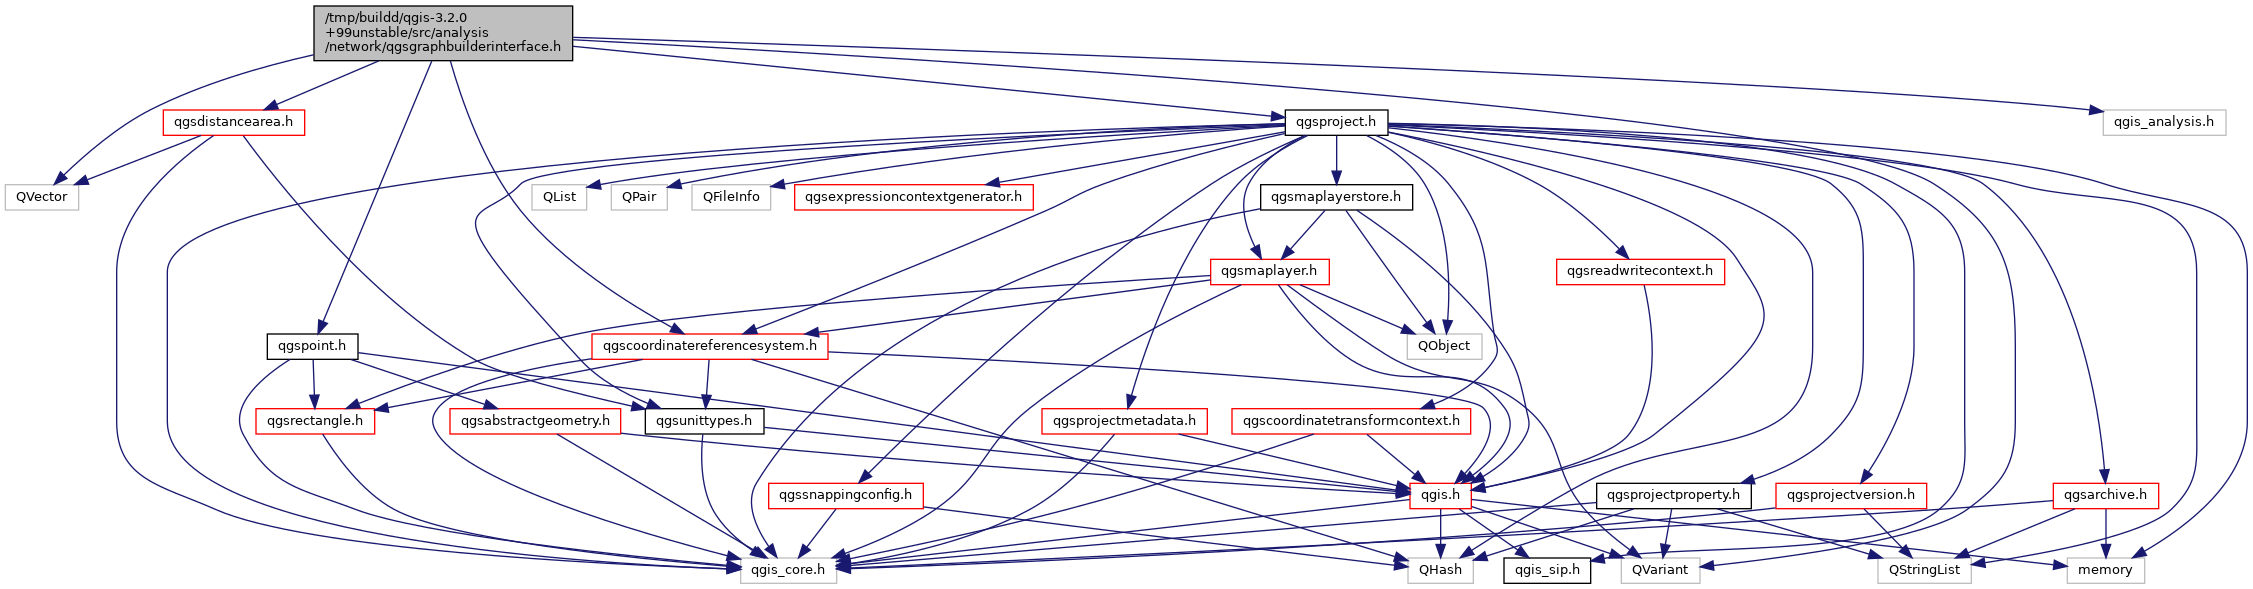 /tmp/buildd/qgis-3.2.0
+99unstable/src/analysis
/network/qgsgraphbuilderinterface.h
qgsdistancearea.h
qgsproject.h
qgis_analysis.h
QVector
QList
QPair
QFileInfo
qgsexpressioncontextgenerator.h
qgsmaplayerstore.h
qgsmaplayer.h
qgsreadwritecontext.h
qgspoint.h
qgscoordinatereferencesystem.h
QObject
qgsrectangle.h
qgsabstractgeometry.h
qgsunittypes.h
qgsprojectmetadata.h
qgscoordinatetransformcontext.h
qgssnappingconfig.h
qgis.h
qgsprojectproperty.h
qgsprojectversion.h
qgsarchive.h
qgis_core.h
QHash
qgis_sip.h
QVariant
QStringList
memory